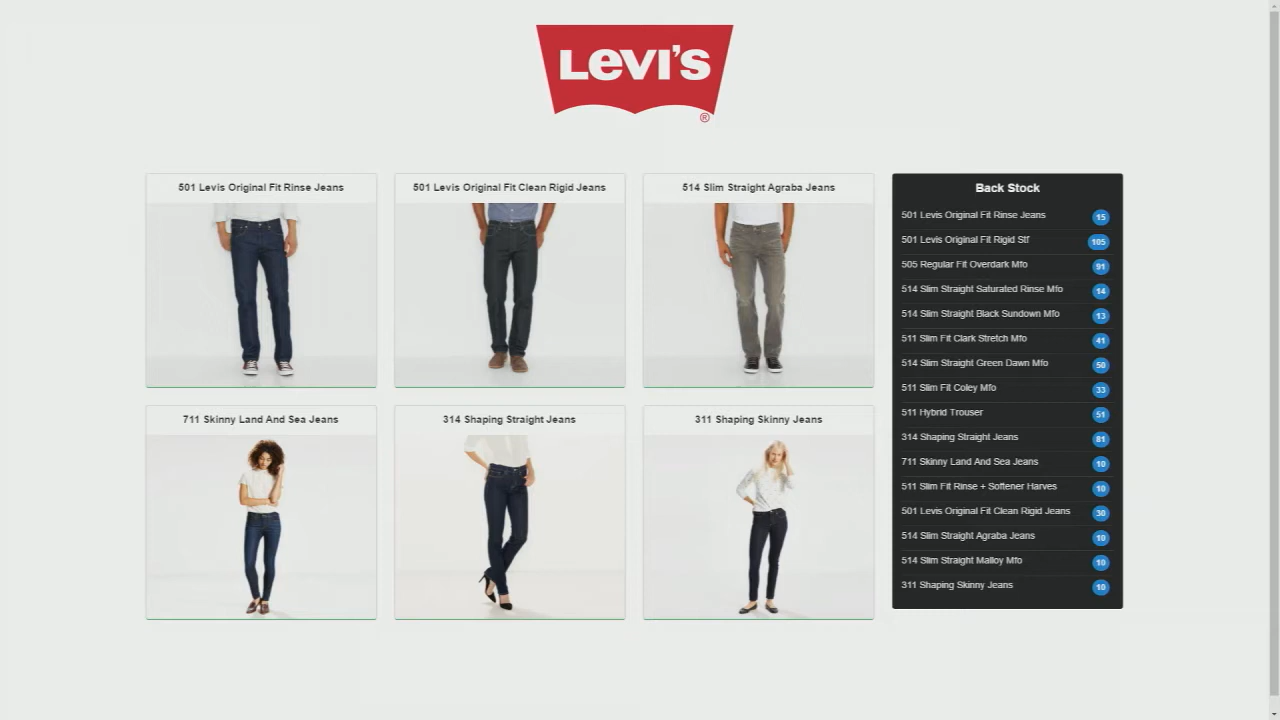 LEVI'S
®
501 Levis Original Fit Rinse Jeans
501 Levis Original Fit Clean Rigid Jeans
514 Slim Straight Agraba Jeans
711 Skinny Land And Sea Jeans
314 Shaping Straight Jeans
311 Shaping Skinny Jeans
Back Stock
501 Levis Original Fit Rinse Jeans 15
501 Levis Original Fit Rigid Stf 105
505 Regular Fit Overdark Mfo 91
514 Slim Straight Saturated Rinse Mfo 14
514 Slim Straight Black Sundown Mfo 13
511 Slim Fit Clark Stretch Mfo 41
514 Slim Straight Green Dawn Mfo 50
511 Slim Fit Coley Mfo 33
511 Hybrid Trouser 51
314 Shaping Straight Jeans 81
711 Skinny Land And Sea Jeans 10
511 Slim Fit Rinse + Softener Harves 10
501 Levis Original Fit Clean Rigid Jeans 30
514 Slim Straight Agraba Jeans 10
514 Slim Straight Malloy Mfo 10
311 Shaping Skinny Jeans 10